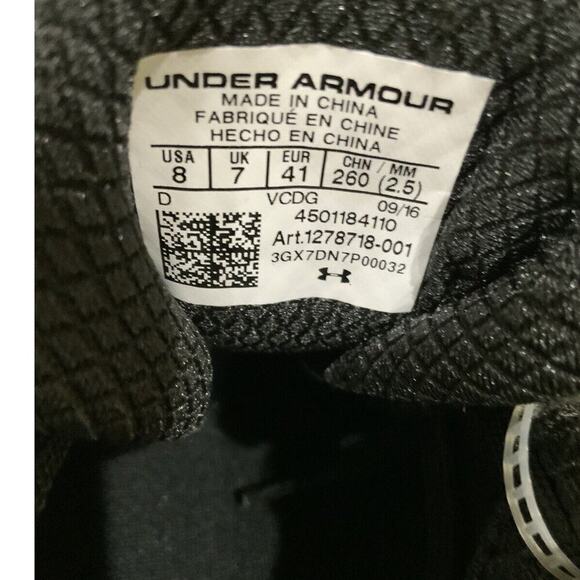 UNDER ARMOUR
MADE IN CHINA
FABRIQUÉ EN CHINE
HECHO EN CHINA
USA UK EUR CHN / MM
8 7 41 260 (2.5)
D VCDG 09/16
4501184110
Art.1278718-001
3GX7DN7P00032